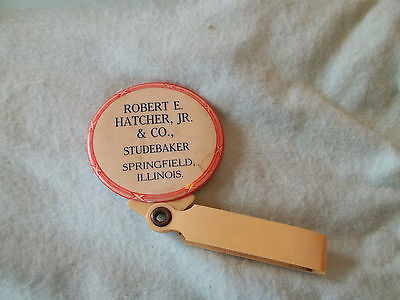 ROBERT E.
HATCHER, JR.
& CO.,
STUDEBAKER
SPRINGFIELD,
ILLINOIS.